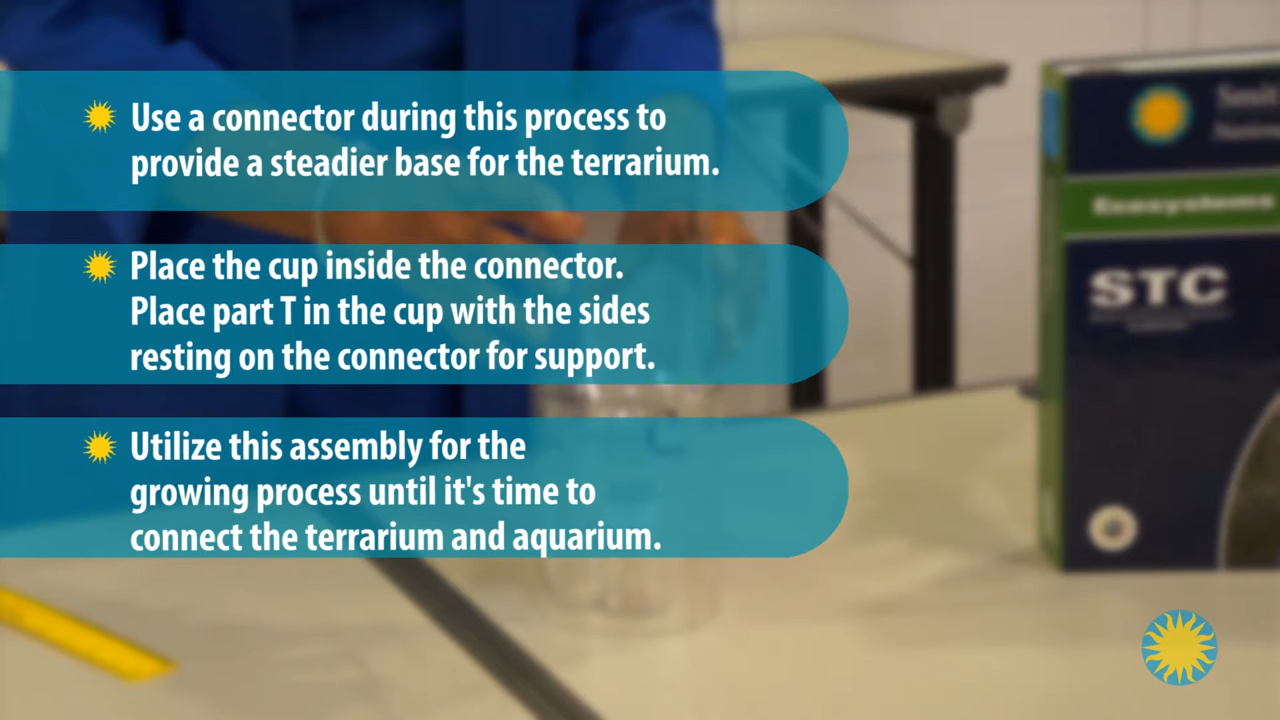 Use a connector during this process to
provide a steadier base for the terrarium.
Place the cup inside the connector.
Place part T in the cup with the sides
resting on the connector for support.
Utilize this assembly for the
growing process until it's time to
connect the terrarium and aquarium.
Ecosystems
STC